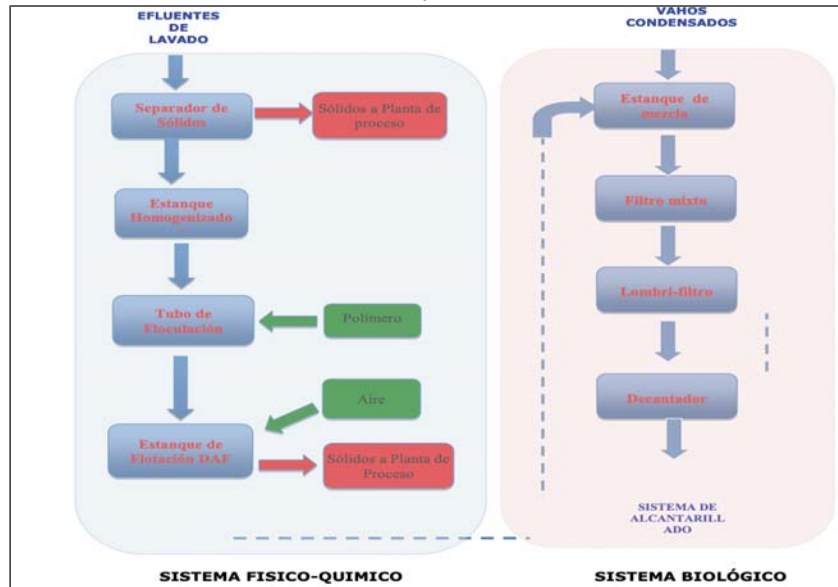 EFLUENTES
DE
LAVADO
Separador de
Sólidos
Sólidos a Planta de
proceso
Estanque
Homogenizado
Tubo de
Floculación
Polímero
Aire
Estanque de
Flotación DAF
Sólidos a Planta de
Proceso
SISTEMA FISICO-QUIMICO
VAHOS
CONDENSADOS
Estanque de
mezcla
Filtro mixto
Lombri-filtro
Decantador
SISTEMA DE
ALCANTARILL
ADO
SISTEMA BIOLÓGICO